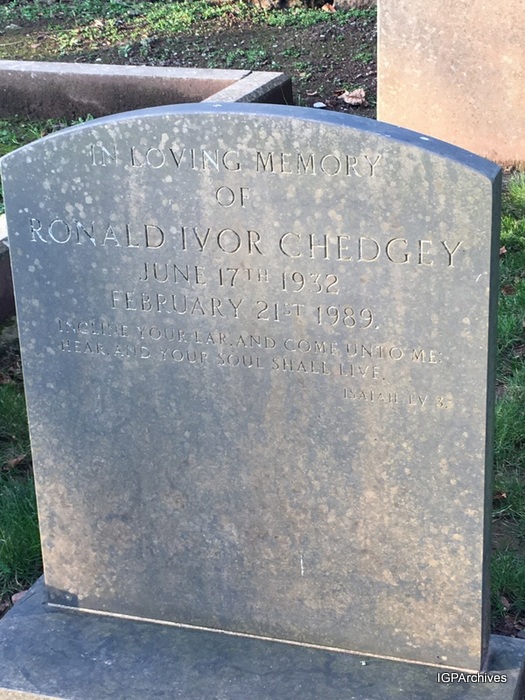 IN LOVING MEMORY
OF
RONALD IVOR CHEDGEY
JUNE 17TH 1932
FEBRUARY 21ST 1989.
INCLINE YOUR EAR, AND COME UNTO ME:
HEAR, AND YOUR SOUL SHALL LIVE.
ISAIAH LV 3.
IGPArchives